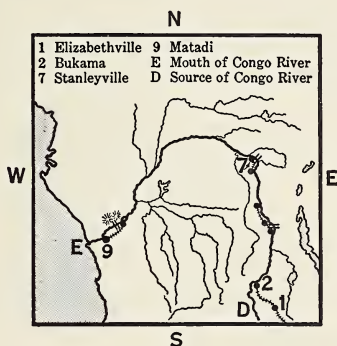 N
1 Elizabethville 9 Matadi
2 Bukama E Mouth of Congo River
7 Stanleyville D Source of Congo River
W
E
7
E
9
2
D
1
S